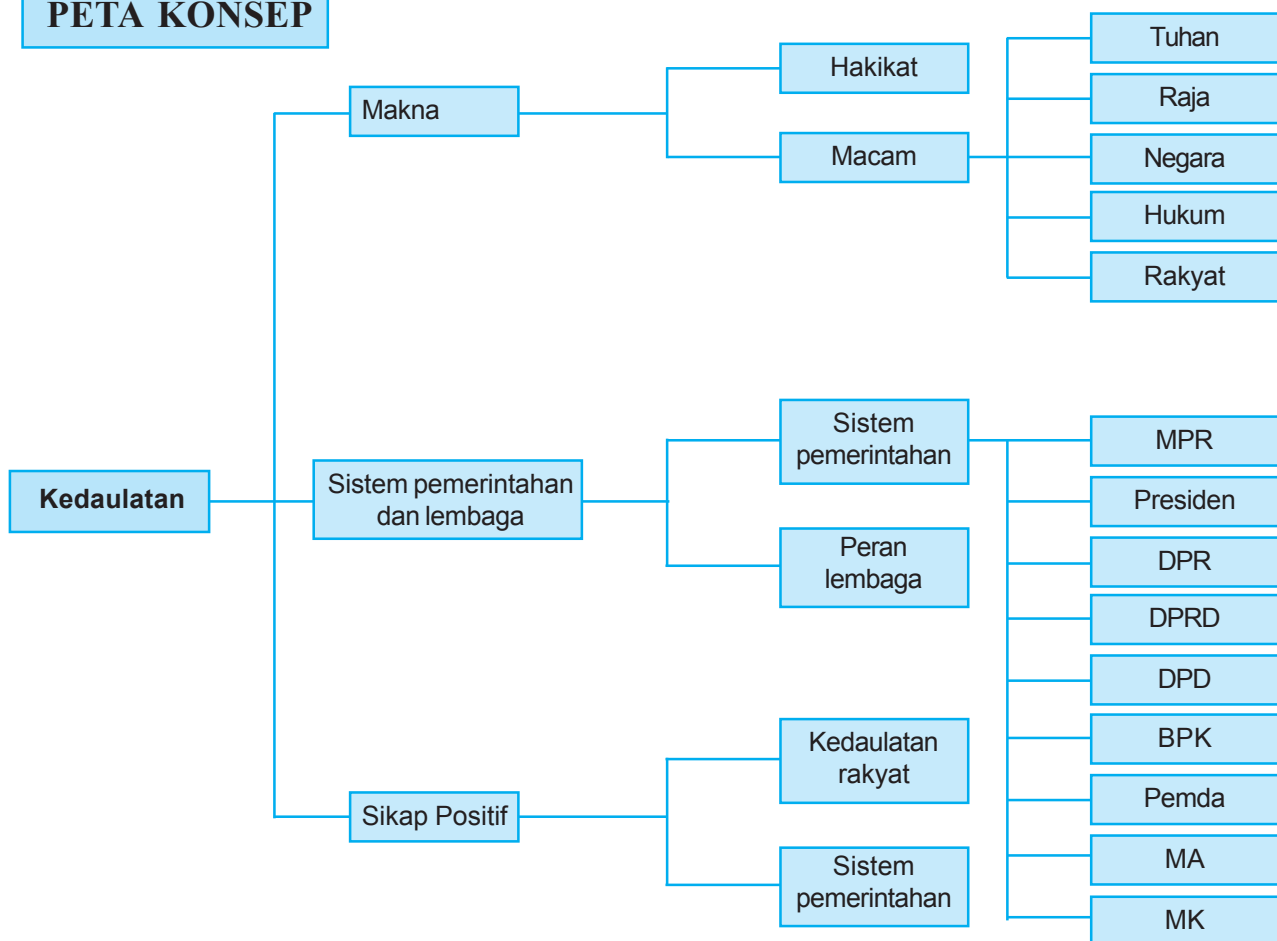 PETA KONSEP
Kedaulatan
Makna
Hakikat
Macam
Tuhan
Raja
Negara
Hukum
Rakyat
Sistem pemerintahan
dan lembaga
Sistem
pemerintahan
Peran
lembaga
MPR
Presiden
DPR
DPRD
DPD
BPK
Pemda
MA
MK
Sikap Positif
Kedaulatan
rakyat
Sistem
pemerintahan